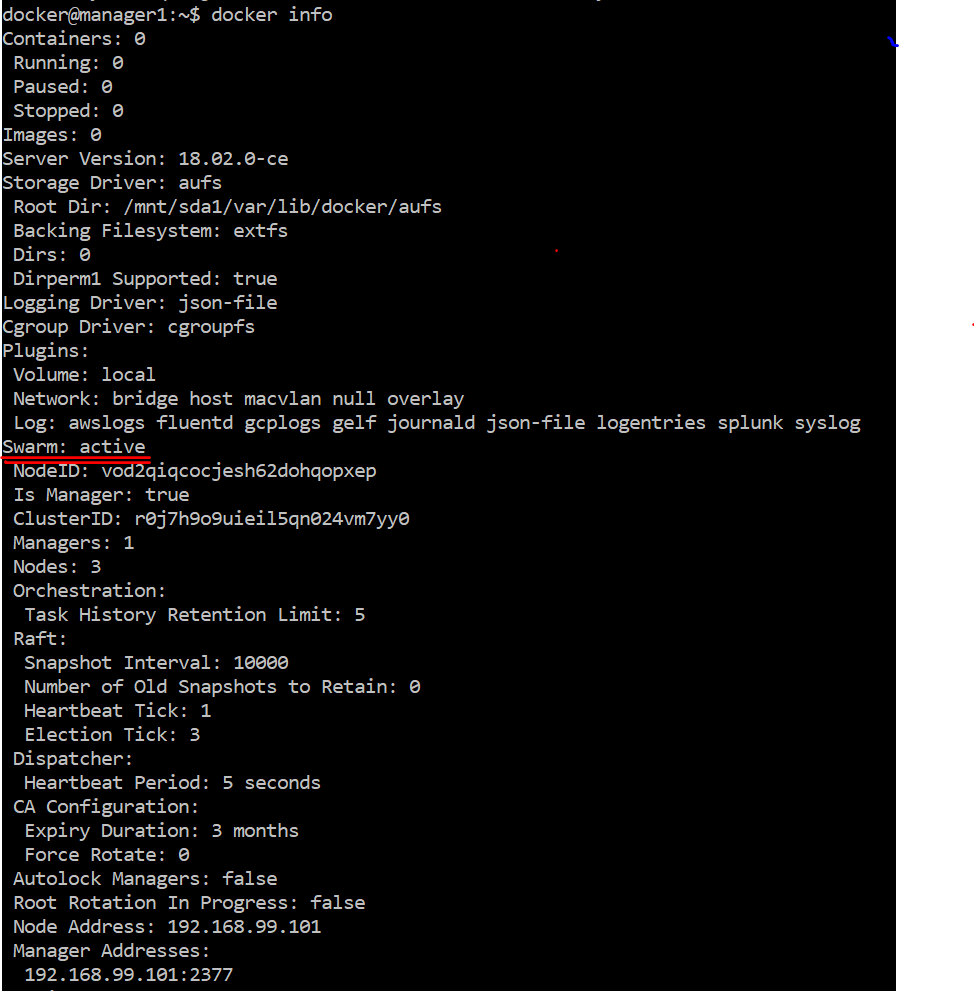 docker@manager1:~$ docker info
Containers: 0
 Running: 0
 Paused: 0
 Stopped: 0
Images: 0
Server Version: 18.02.0-ce
Storage Driver: aufs
 Root Dir: /mnt/sda1/var/lib/docker/aufs
 Backing Filesystem: extfs
 Dirs: 0
 Dirperm1 Supported: true
Logging Driver: json-file
Cgroup Driver: cgroupfs
Plugins:
 Volume: local
 Network: bridge host macvlan null overlay
 Log: awslogs fluentd gcplogs gelf journald json-file logentries splunk syslog
Swarm: active
 NodeID: vod2qiqcocjesh62dohqopxep
 Is Manager: true
 ClusterID: r0j7h9o9uieil5qn024vm7yy0
 Managers: 1
 Nodes: 3
 Orchestration:
  Task History Retention Limit: 5
 Raft:
  Snapshot Interval: 10000
  Number of Old Snapshots to Retain: 0
  Heartbeat Tick: 1
  Election Tick: 3
 Dispatcher:
  Heartbeat Period: 5 seconds
 CA Configuration:
  Expiry Duration: 3 months
  Force Rotate: 0
 Autolock Managers: false
 Root Rotation In Progress: false
 Node Address: 192.168.99.101
 Manager Addresses:
  192.168.99.101:2377